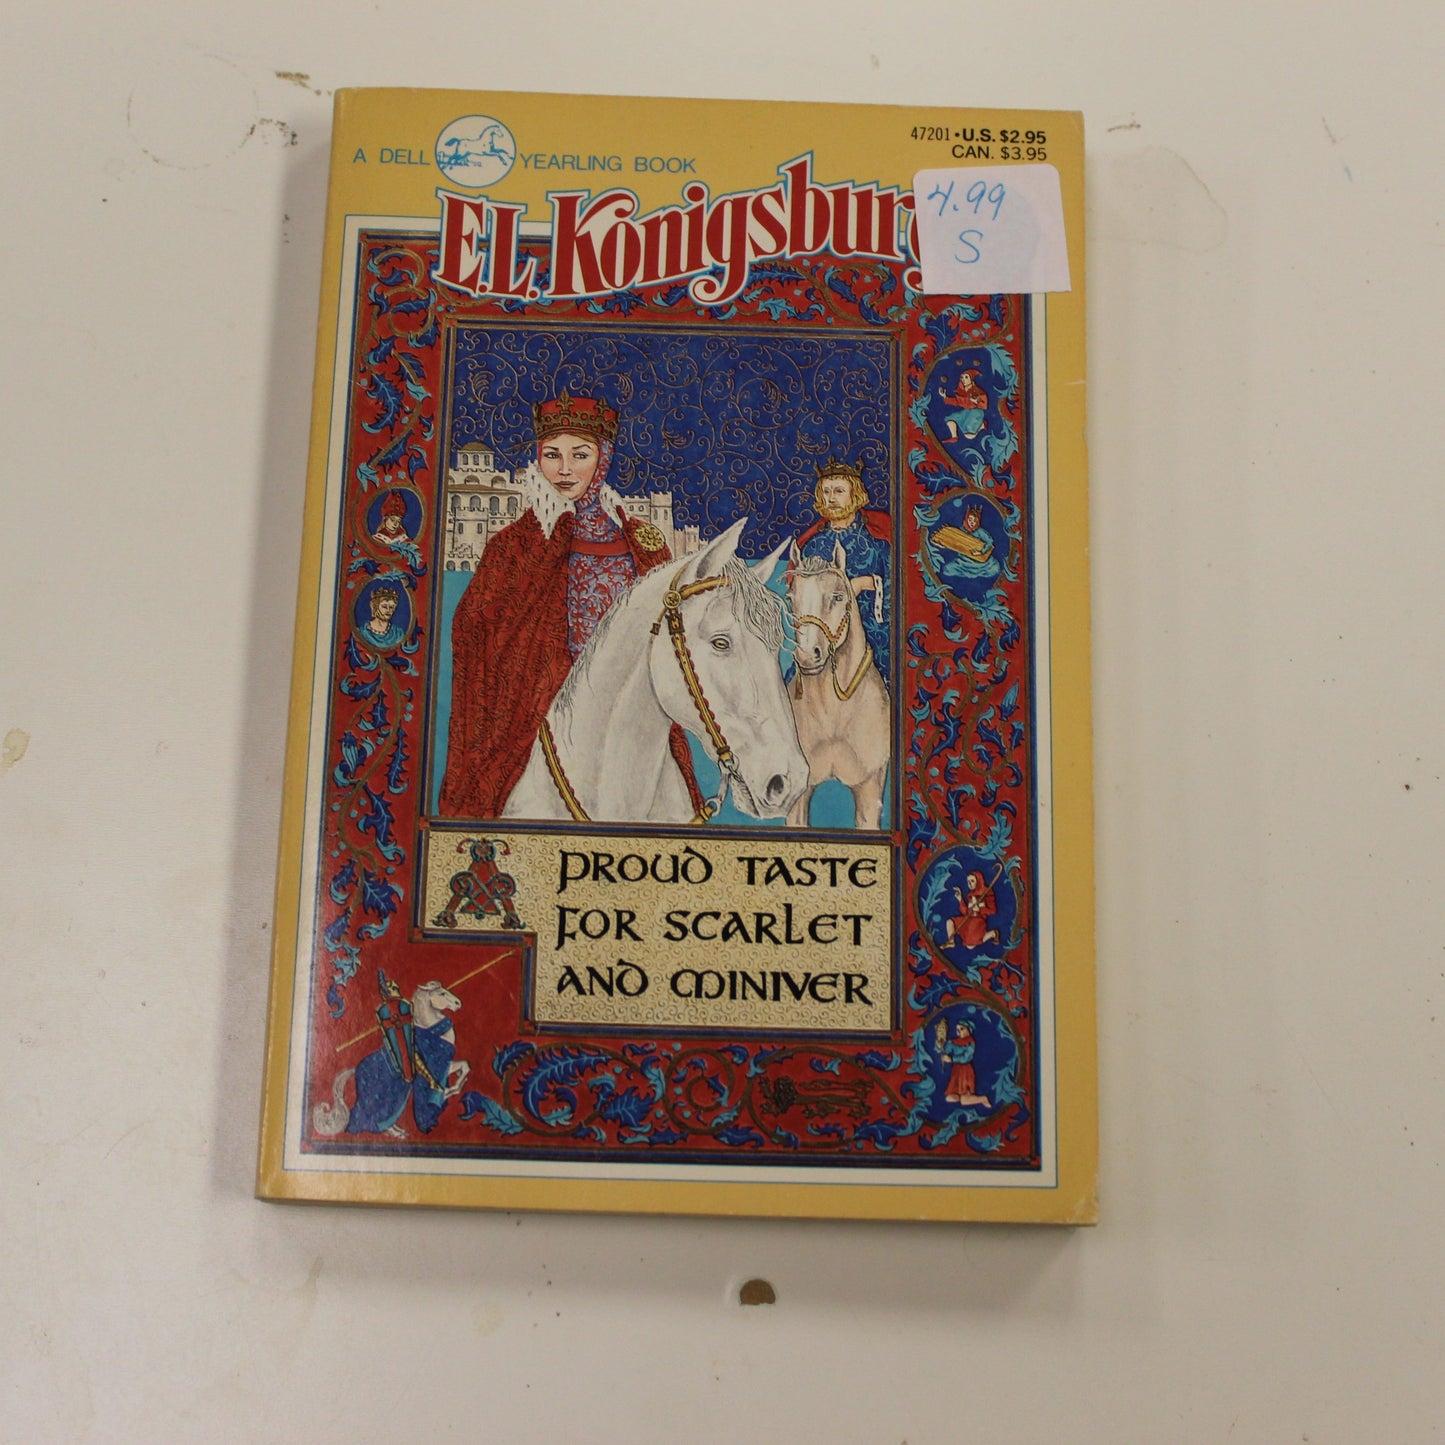 A DELL YEARLING BOOK
47201 • U.S. $2.95
CAN. $3.95
4.99
S
E.L. Konigsburg
A PROUD TASTE
FOR SCARLET
AND MINIVER